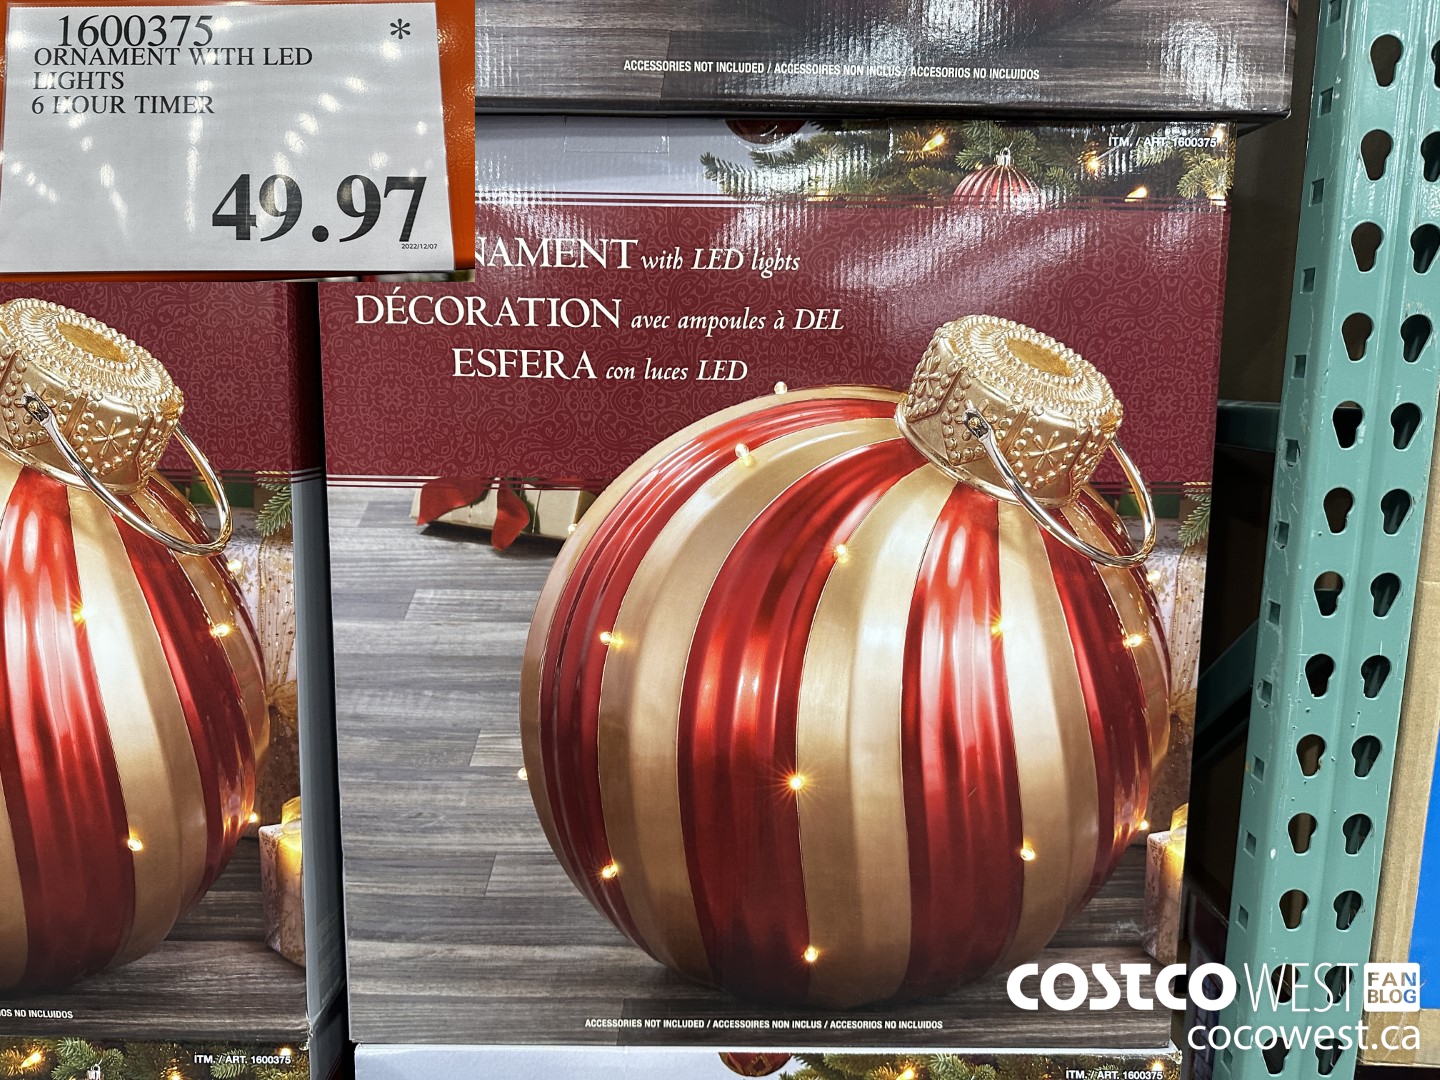 1600375 *
ORNAMENT WITH LED
LIGHTS
6 HOUR TIMER
49.97
2022/12/07
ACCESSORIES NOT INCLUDED / ACCESSOIRES NON INCLUS / ACCESORIOS NO INCLUIDOS
ITM. / ART. 1600375
NAMENT with LED lights
DÉCORATION avec ampoules à DEL
ESFERA con luces LED
ACCESSORIES NOT INCLUDED / ACCESSOIRES NON INCLUS / ACCESORIOS NO INCLUIDOS
OS NO INCLUIDOS
ITM. / ART. 1600375
ITM. / ART. 1600375
COSTCO WEST FAN BLOG
cocowest.ca